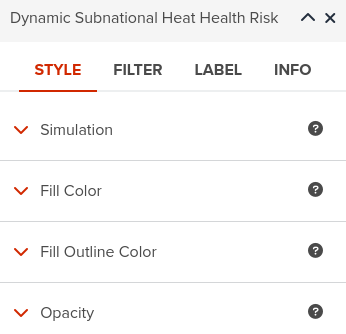 Dynamic Subnational Heat Health Risk
STYLE FILTER LABEL INFO
Simulation
Fill Color
Fill Outline Color
Opacity